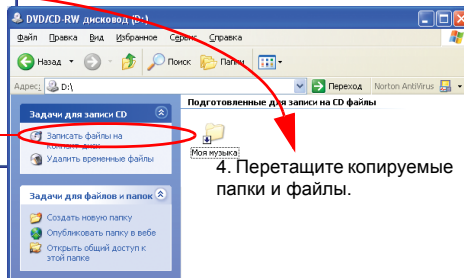 DVD/CD-RW дисковод (D:)
Файл Правка Вид Избранное Сервис Справка
Назад Поиск Папки
Адрес: D:\ Переход Norton AntiVirus
Подготовленные для записи на CD файлы
Задачи для записи CD
Записать файлы на
компакт-диск
Удалить временные файлы
Моя музыка
4. Перетащите копируемые
папки и файлы.
Задачи для файлов и папок
Создать новую папку
Опубликовать папку в вебе
Открыть общий доступ к
этой папке